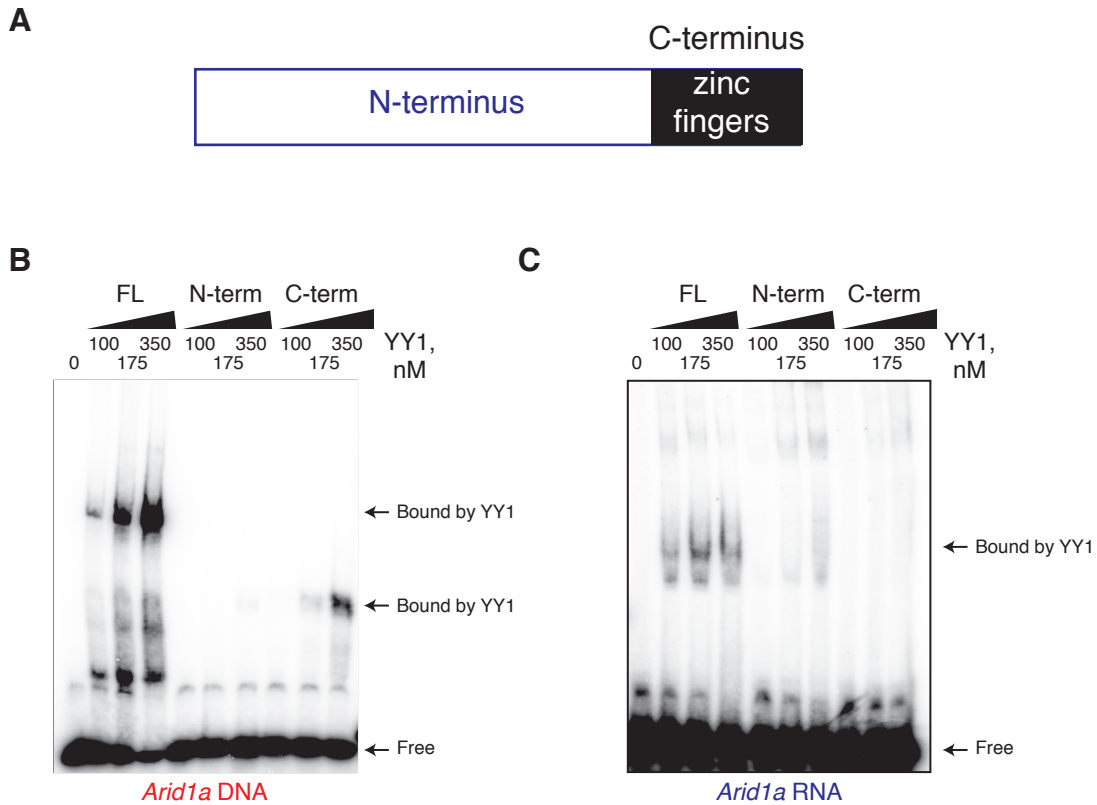 A
C-terminus
N-terminus
zinc
fingers
B
FL N-term C-term
100 350 100 350 100 350 YY1,
0 175 175 175 nM
Bound by YY1
Bound by YY1
Free
Arid1a DNA
C
FL N-term C-term
100 350 100 350 100 350 YY1,
0 175 175 175 nM
Bound by YY1
Free
Arid1a RNA